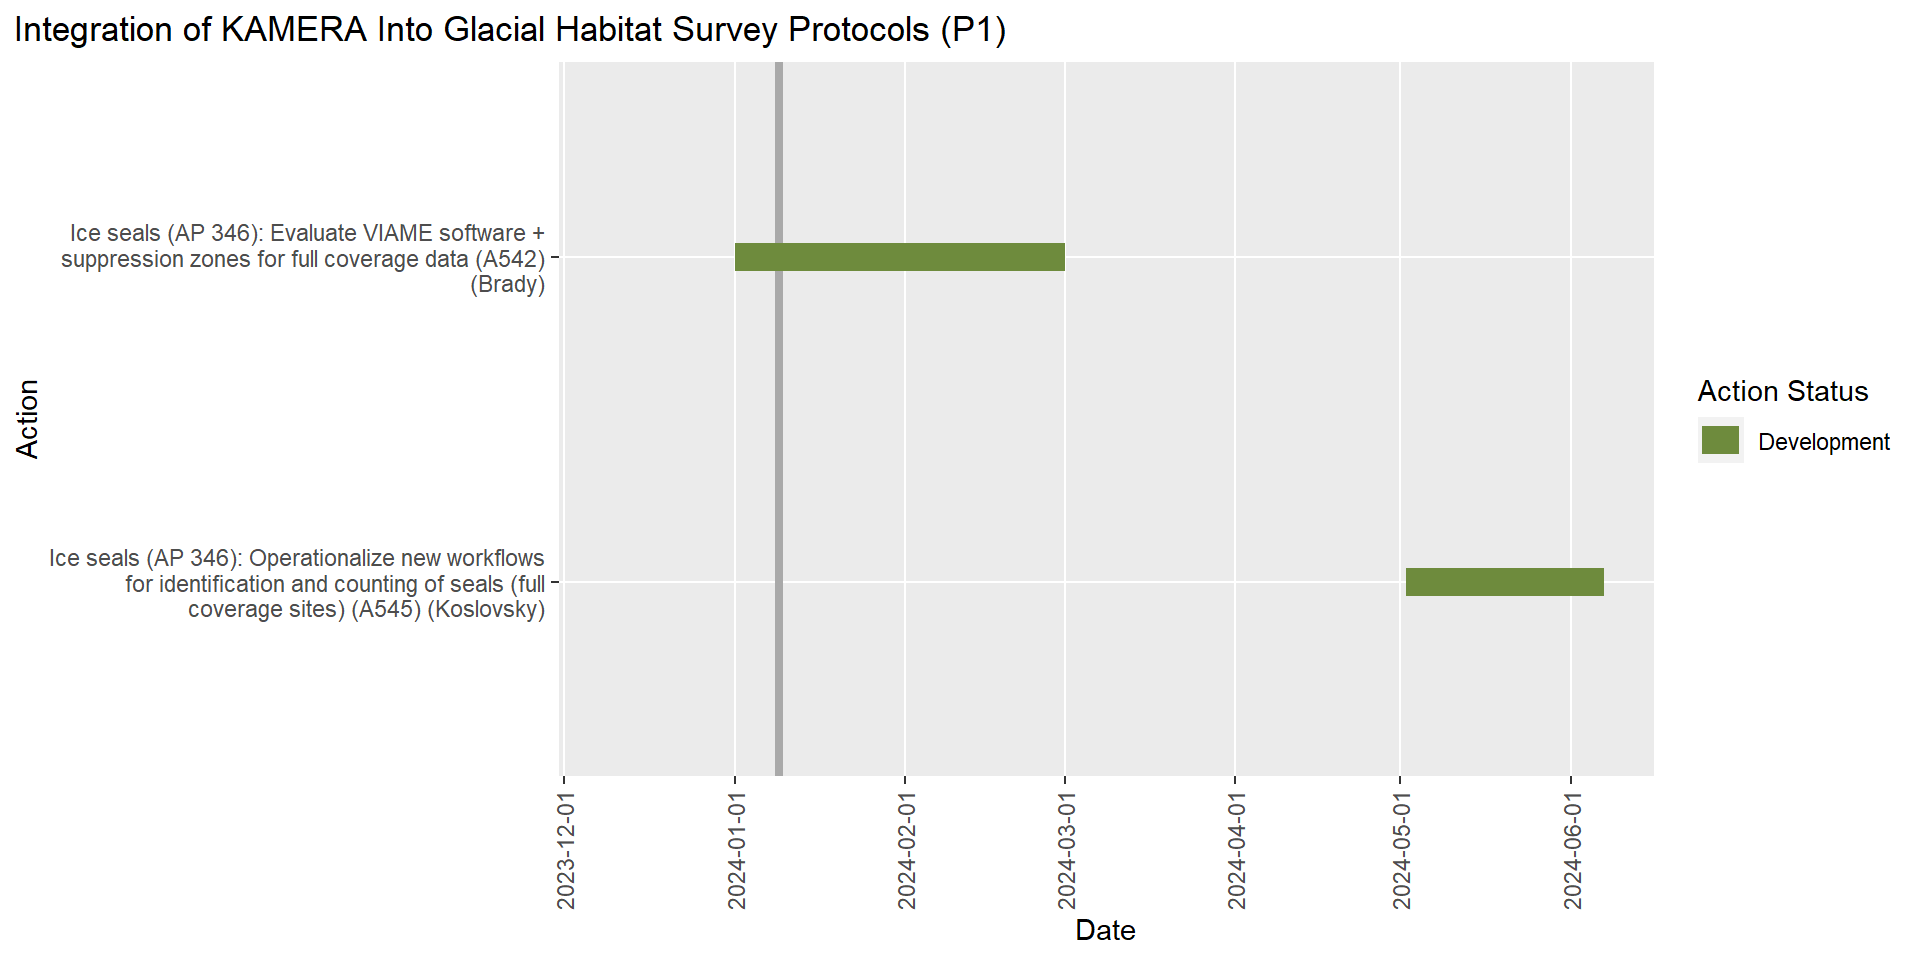 Integration of KAMERA Into Glacial Habitat Survey Protocols (P1)
Ice seals (AP 346): Evaluate VIAME software +
suppression zones for full coverage data (A542)
(Brady)
Action
Ice seals (AP 346): Operationalize new workflows
for identification and counting of seals (full
coverage sites) (A545) (Koslovsky)
Action Status
Development
2023-12-01
2024-01-01
2024-02-01
2024-03-01
2024-04-01
2024-05-01
2024-06-01
Date